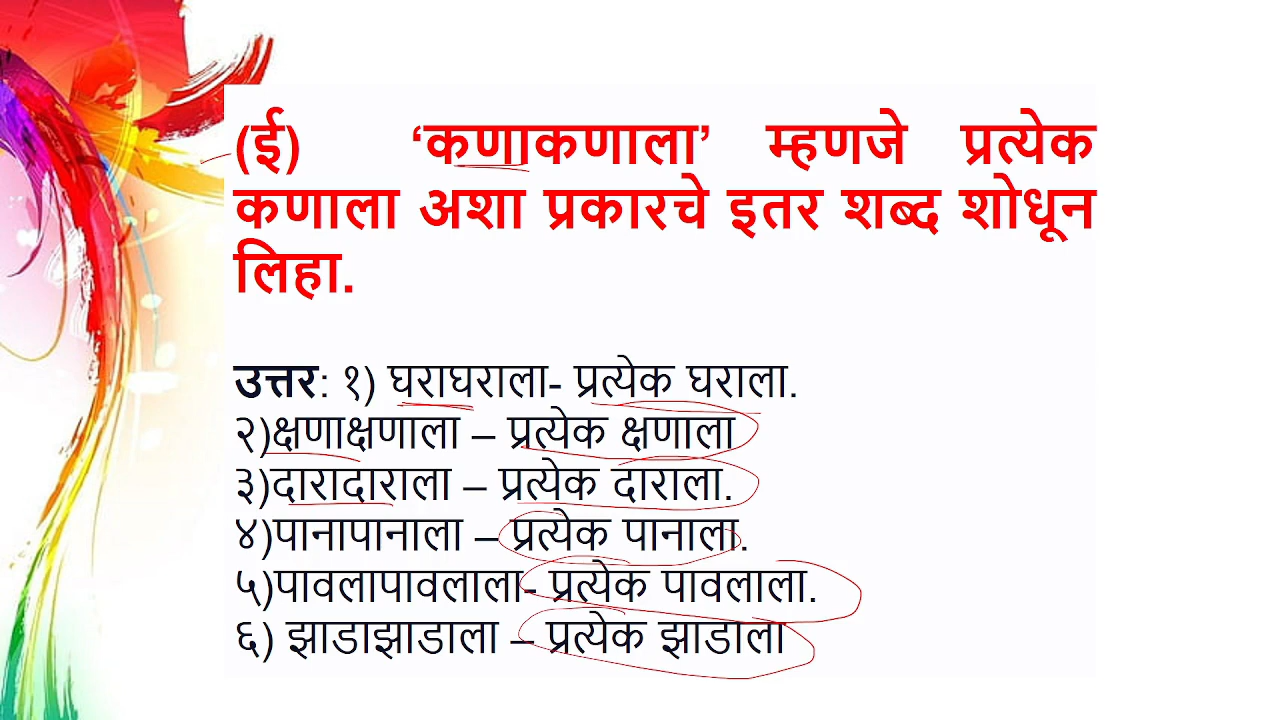 (ई) ‘कणाकणाला’ म्हणजे प्रत्येक
कणाला अशा प्रकारचे इतर शब्द शोधून
लिहा.
उत्तर: १) घराघराला- प्रत्येक घराला.
२)क्षणाक्षणाला – प्रत्येक क्षणाला
३)दारादाराला – प्रत्येक दाराला.
४)पानापानाला – प्रत्येक पानाला.
५)पावलापावलाला- प्रत्येक पावलाला.
६) झाडाझाडाला – प्रत्येक झाडाला